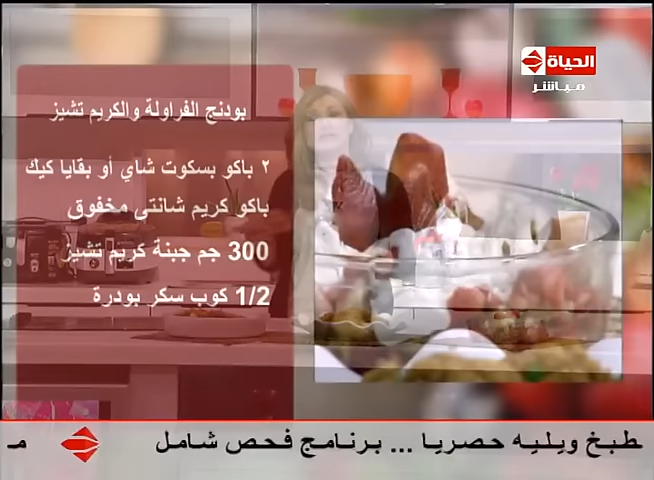 الحياة
مباشر
بودنج الفراولة والكريم تشيز
٢ باكو بسكوت شاي أو بقايا كيك
باكو كريم شانتى مخفوق
300 جم جبنة كريم تشيز
1/2 كوب سكر بودرة
طبخ ويليه حصريا ... برنامج فحص شامل